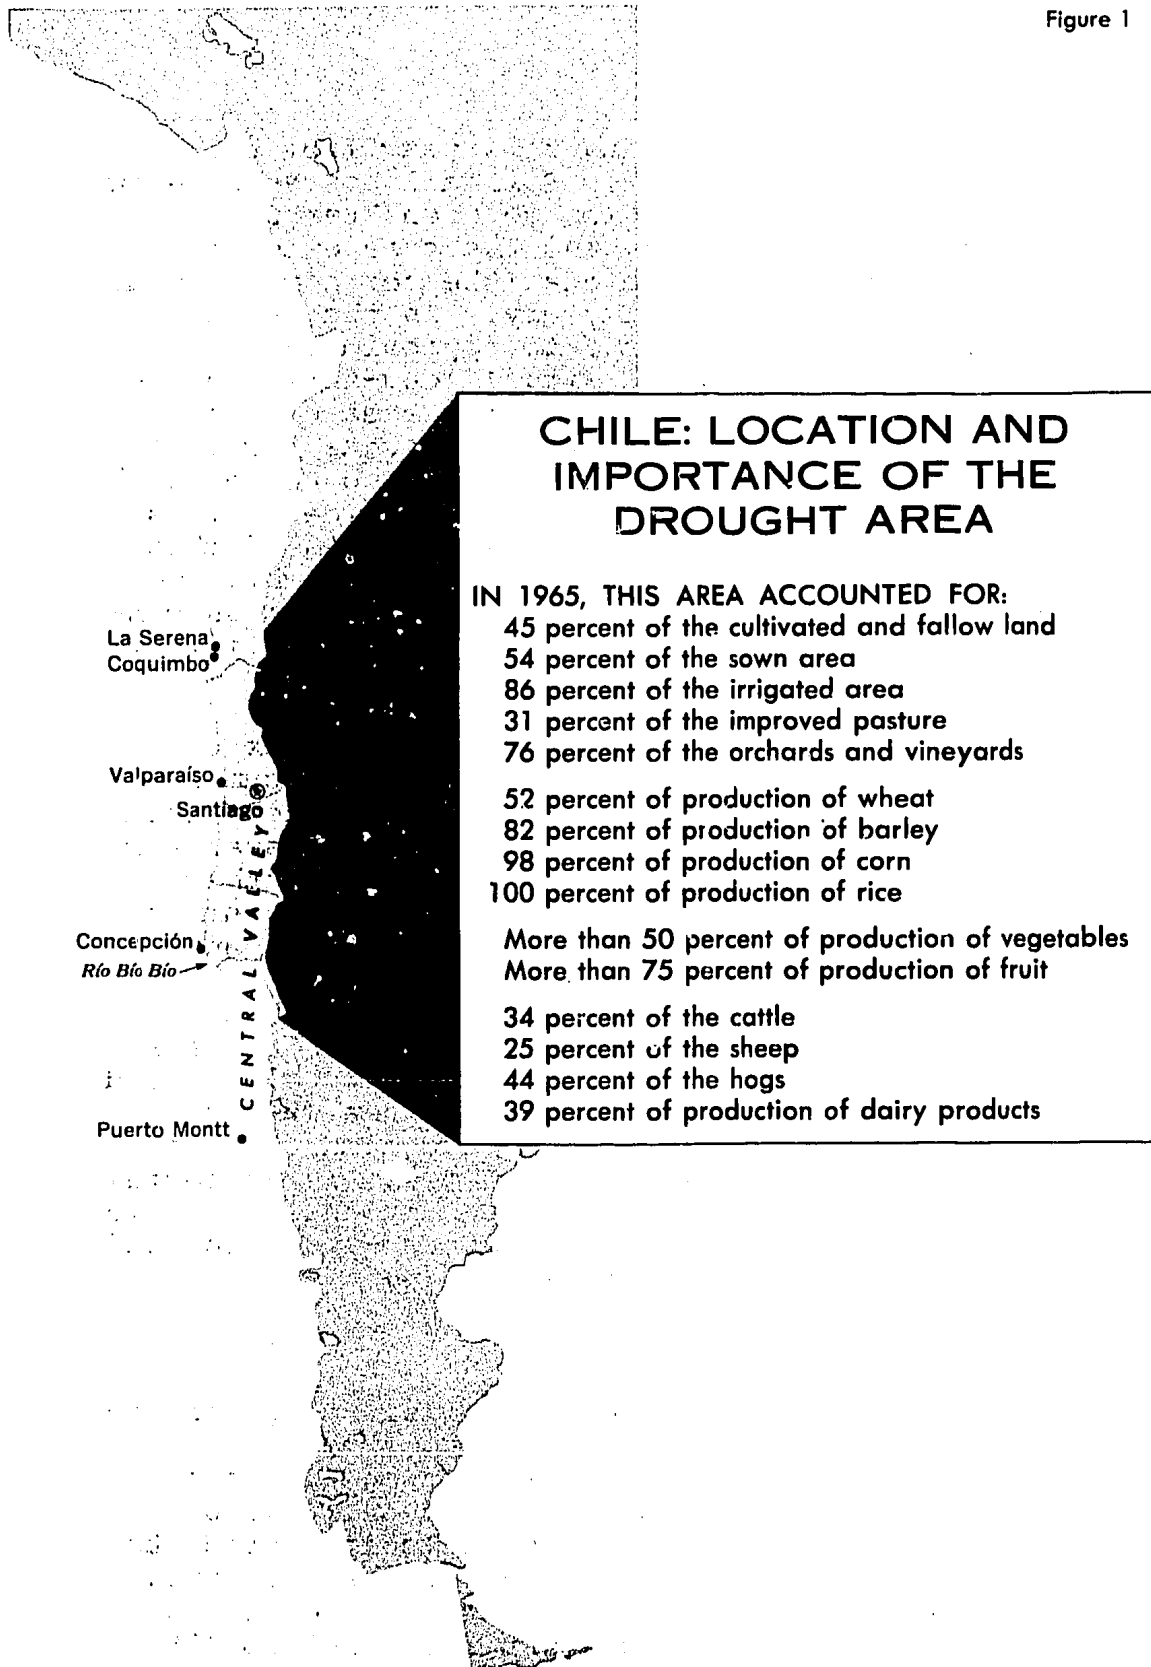 Figure 1
CHILE: LOCATION AND
IMPORTANCE OF THE
DROUGHT AREA
IN 1965, THIS AREA ACCOUNTED FOR:
45 percent of the cultivated and fallow land
54 percent of the sown area
86 percent of the irrigated area
31 percent of the improved pasture
76 percent of the orchards and vineyards
52 percent of production of wheat
82 percent of production of barley
98 percent of production of corn
100 percent of production of rice
More than 50 percent of production of vegetables
More than 75 percent of production of fruit
34 percent of the cattle
25 percent of the sheep
44 percent of the hogs
39 percent of production of dairy products
La Serena
Coquimbo
Valparaíso
Santiago
CENTRAL VALLEY
Concepción
Río Bío Bío
Puerto Montt